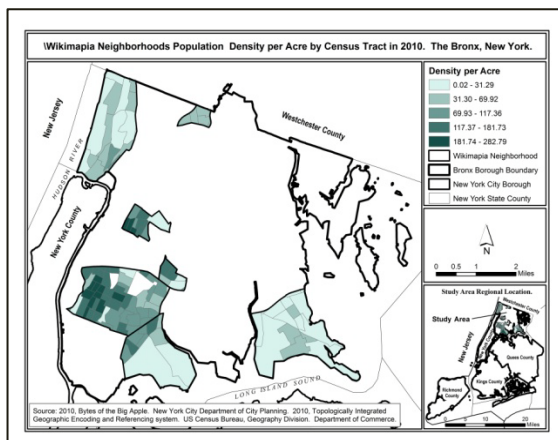 \Wikimapia Neighborhoods Population Density per Acre by Census Tract in 2010. The Bronx, New York.
Density per Acre
0.02 - 31.29
31.30 - 69.92
69.93 - 117.36
117.37 - 181.73
181.74 - 282.79
Wikimapia Neighborhood
Bronx Borough Boundary
New York City Borough
New York State County
New Jersey
HUDSON RIVER
New York County
Westchester County
LONG ISLAND SOUND
N
0 0.5 1 2
Miles
Study Area Regional Location.
Westchester County
Study Area
New Jersey
New York County
Quees County
Kings County
Richmond
County
0 10 20
Miles
Source: 2010, Bytes of the Big Apple. New York City Department of City Planning. 2010, Topologically Integrated
Geographic Encoding and Referencing system. US Census Bureau, Geography Division. Department of Commerce.